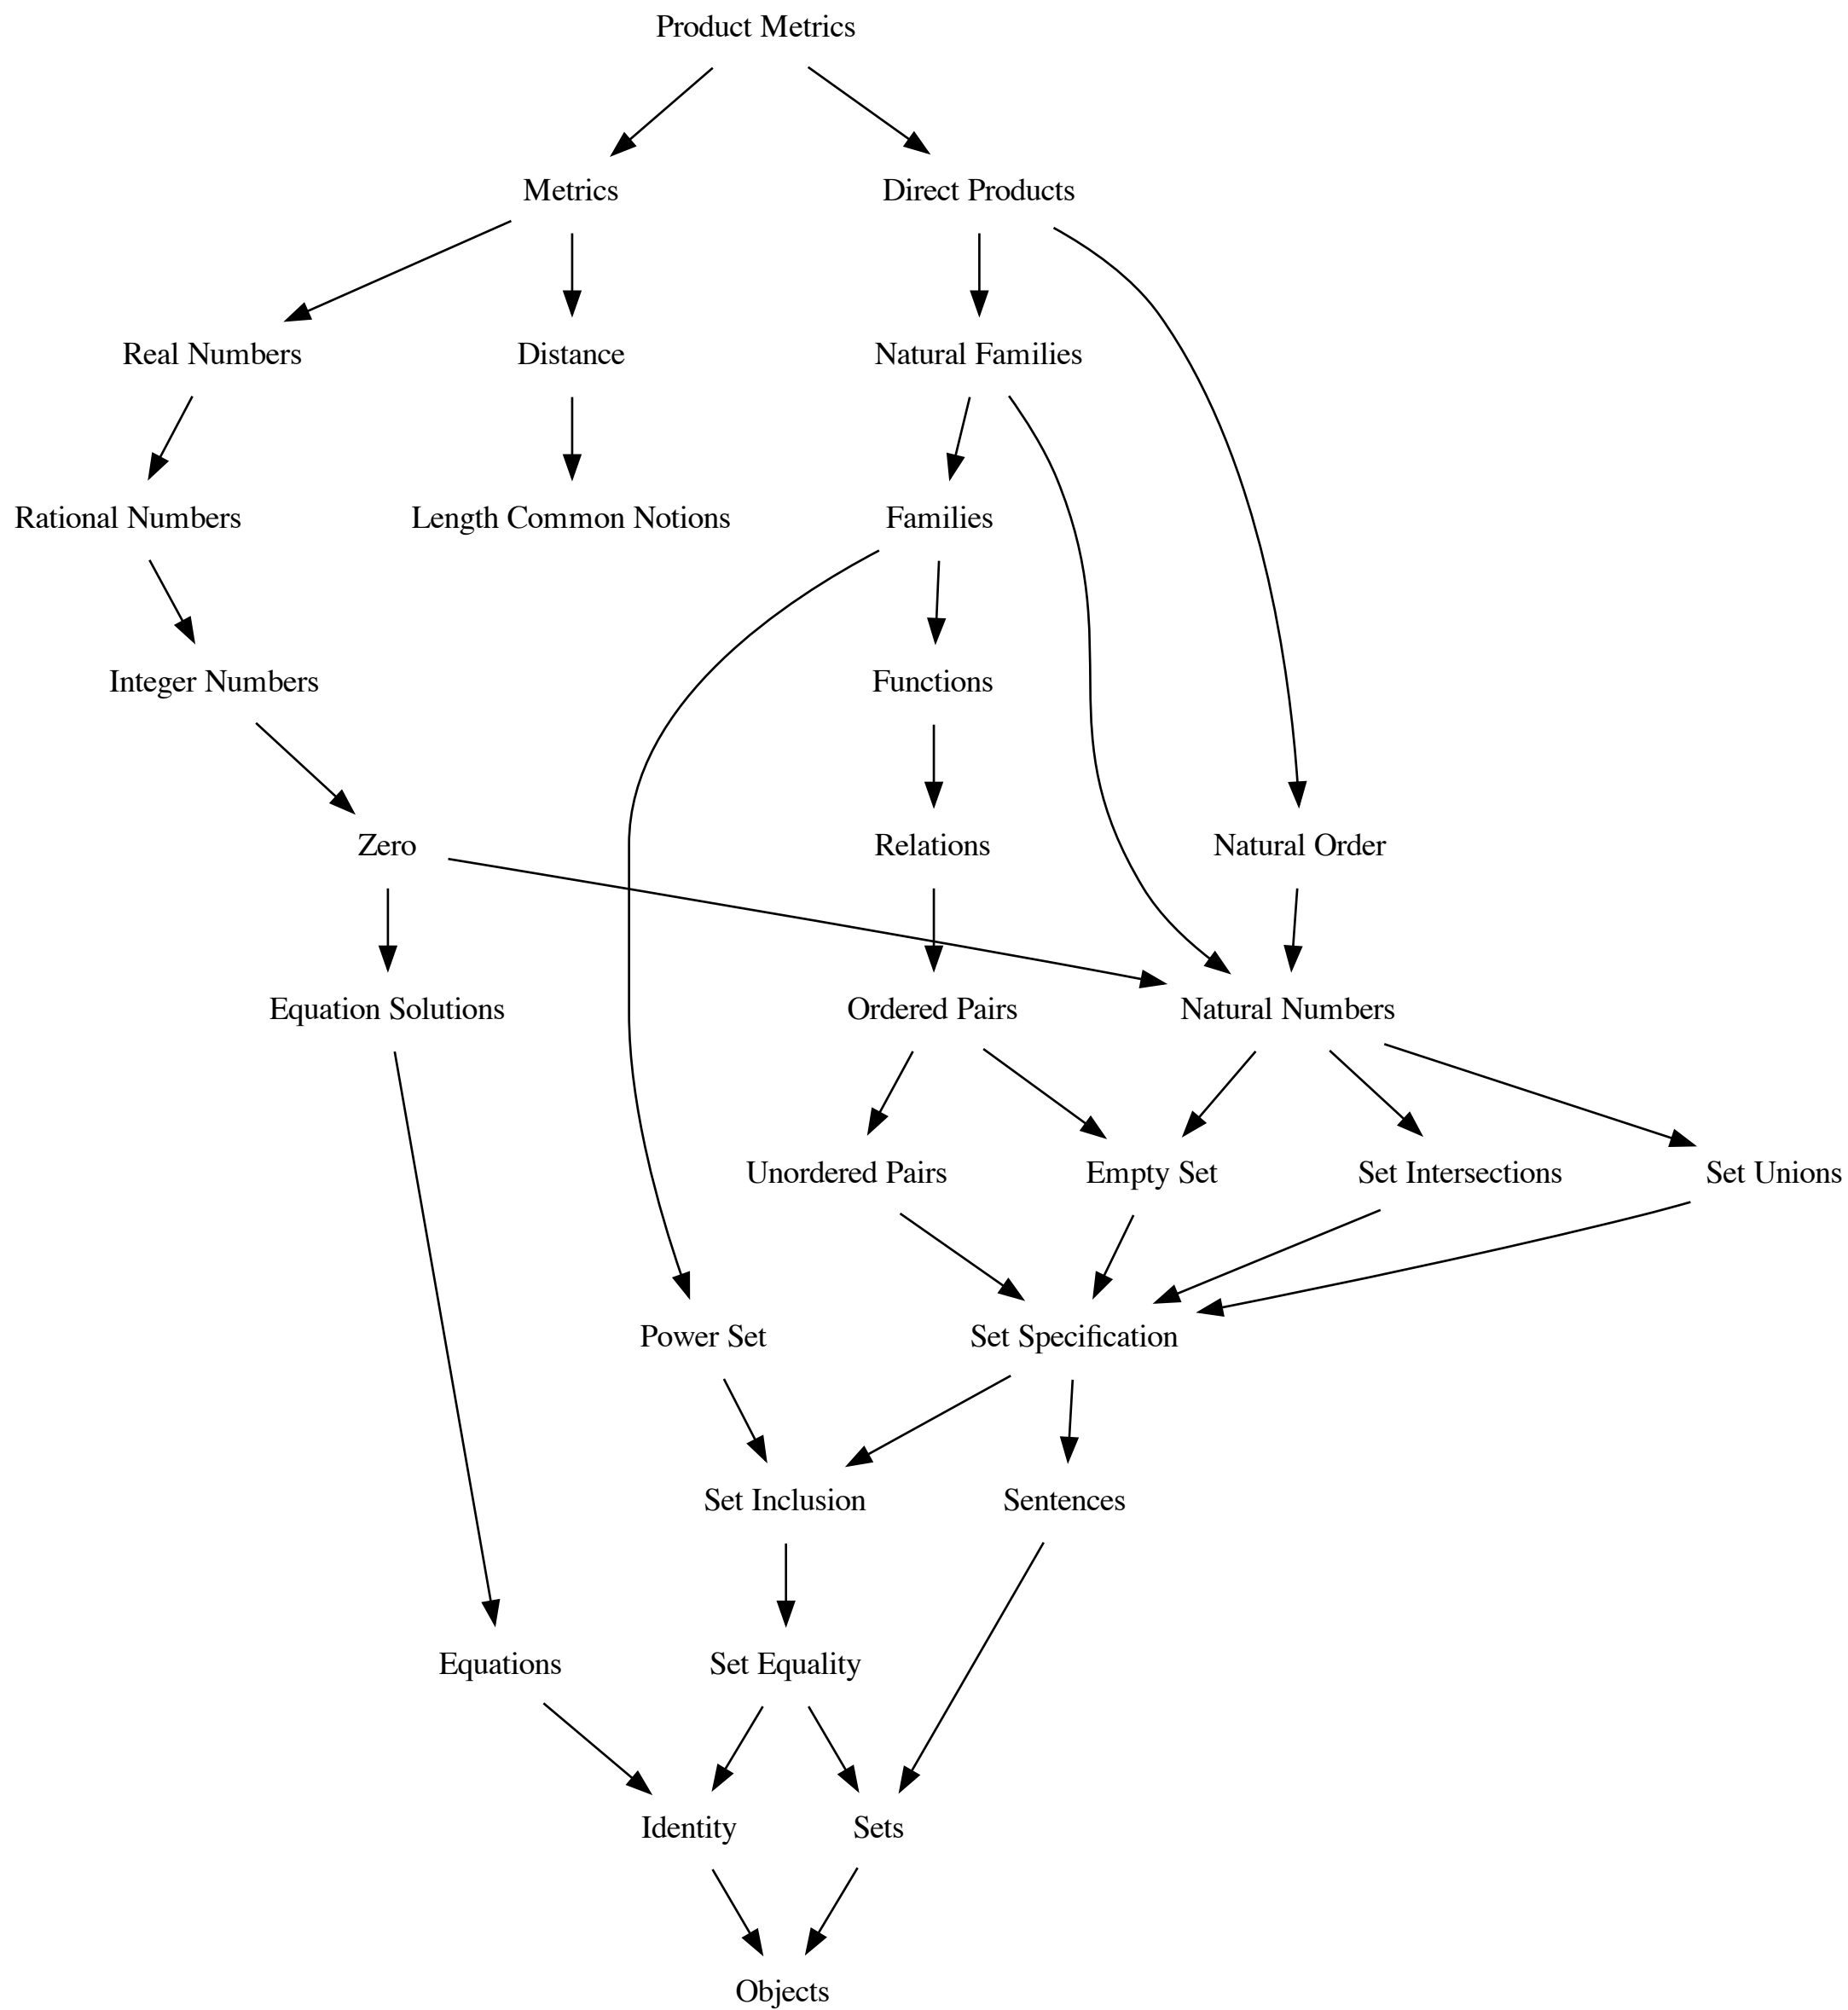 Product Metrics
Metrics
Direct Products
Real Numbers
Distance
Natural Families
Rational Numbers
Length Common Notions
Families
Integer Numbers
Functions
Zero
Relations
Natural Order
Equation Solutions
Ordered Pairs
Natural Numbers
Unordered Pairs
Empty Set
Set Intersections
Set Unions
Power Set
Set Specification
Set Inclusion
Sentences
Equations
Set Equality
Identity
Sets
Objects